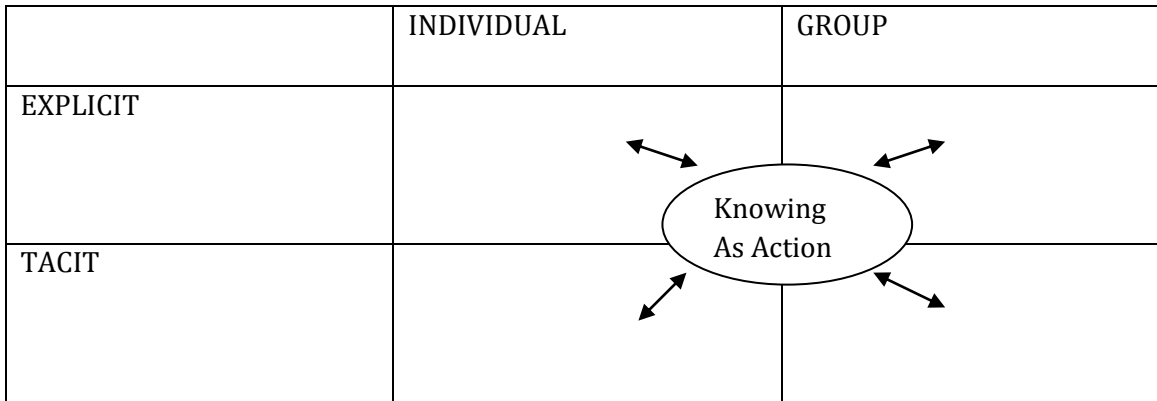 INDIVIDUAL
GROUP
EXPLICIT
Knowing
As Action
TACIT